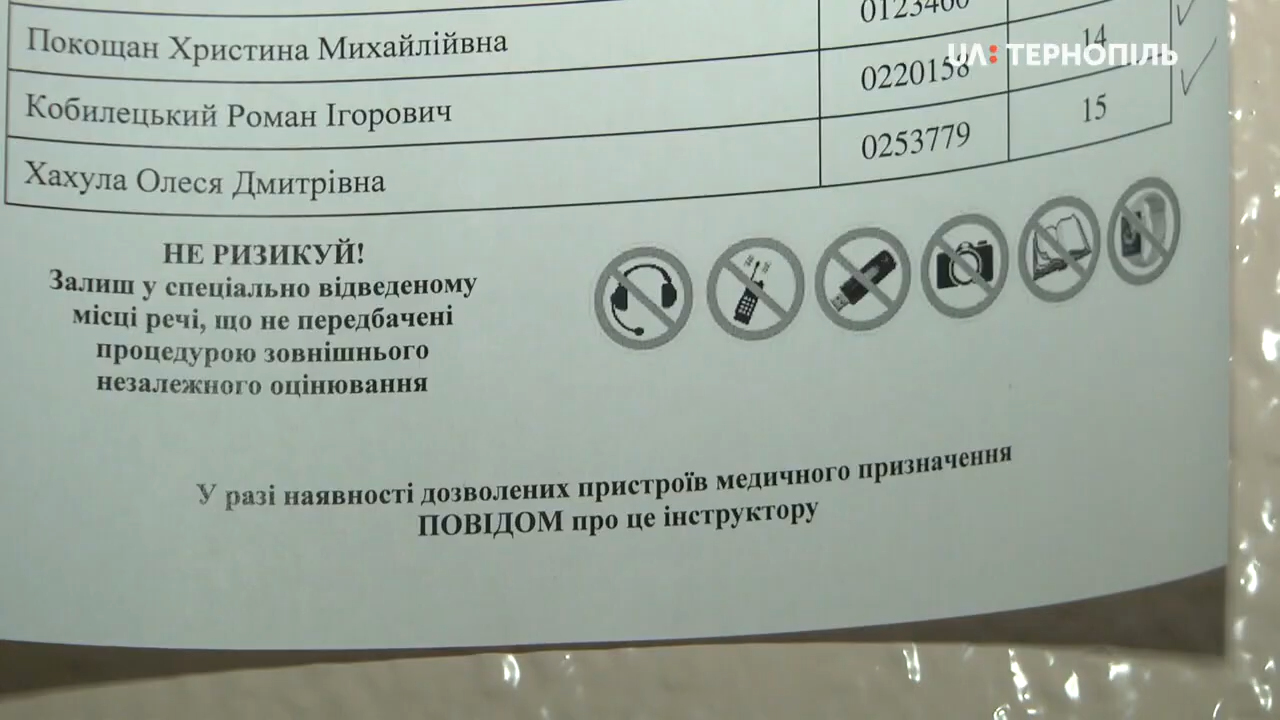 Покощан Христина Михайлійвна 0123460
UA: ТЕРНОПІЛЬ
Кобилецький Роман Ігорович 0220158 14
Хахула Олеся Дмитрівна 0253779 15
НЕ РИЗИКУЙ!
Залиш у спеціально відведеному
місці речі, що не передбачені
процедурою зовнішнього
незалежного оцінювання
У разі наявності дозволених пристроїв медичного призначення
ПОВІДОМ про це інструктору